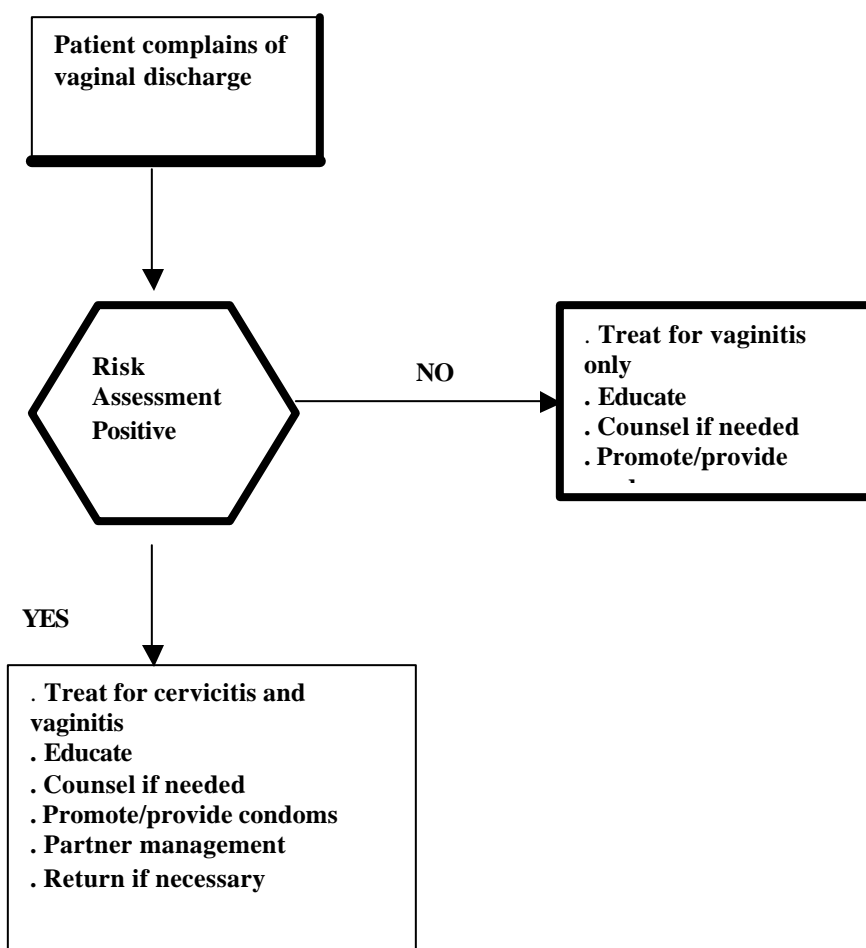 Patient complains of
vaginal discharge
Risk
Assessment
Positive
NO
. Treat for vaginitis
only
. Educate
. Counsel if needed
. Promote/provide
YES
. Treat for cervicitis and
vaginitis
. Educate
. Counsel if needed
. Promote/provide condoms
. Partner management
. Return if necessary